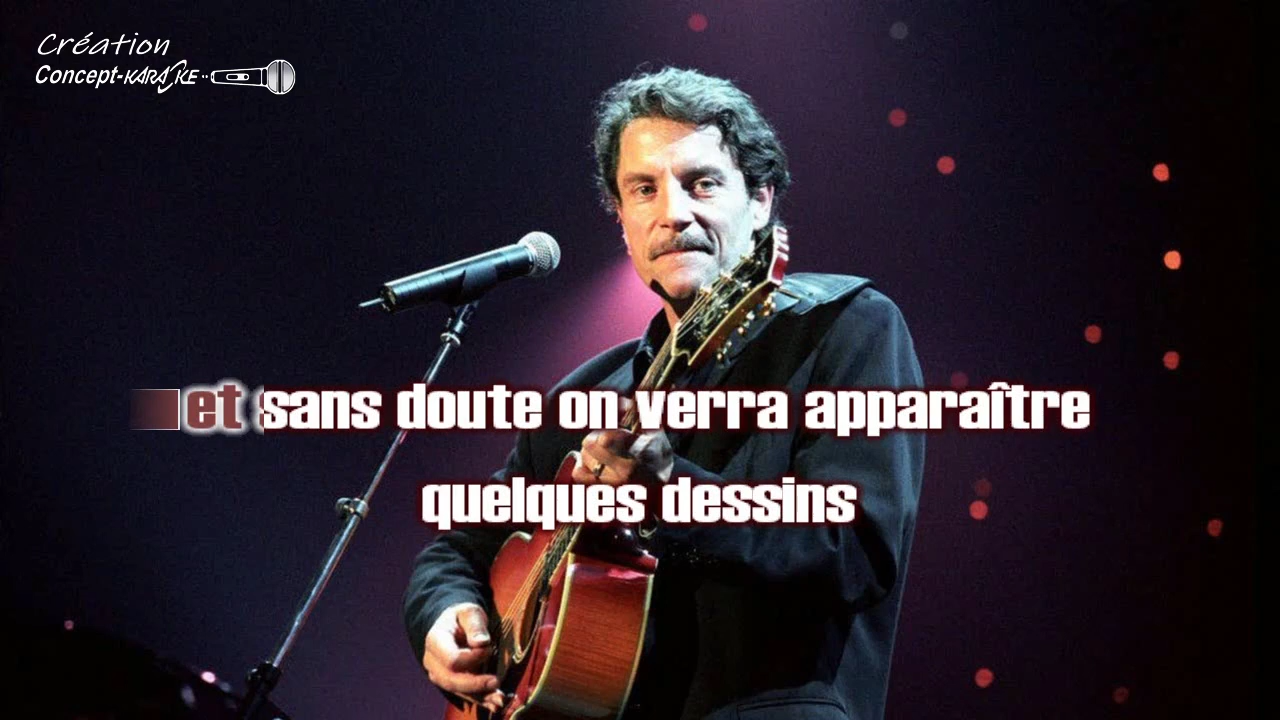 Création
Concept-KARAOKE
et sans doute on verra apparaître
quelques dessins